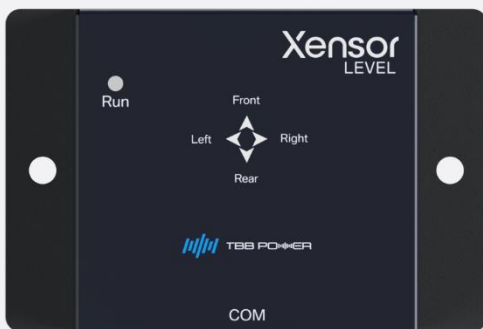 Xensor
LEVEL
Run
Front
Left
Right
Rear
TBB POWER
COM